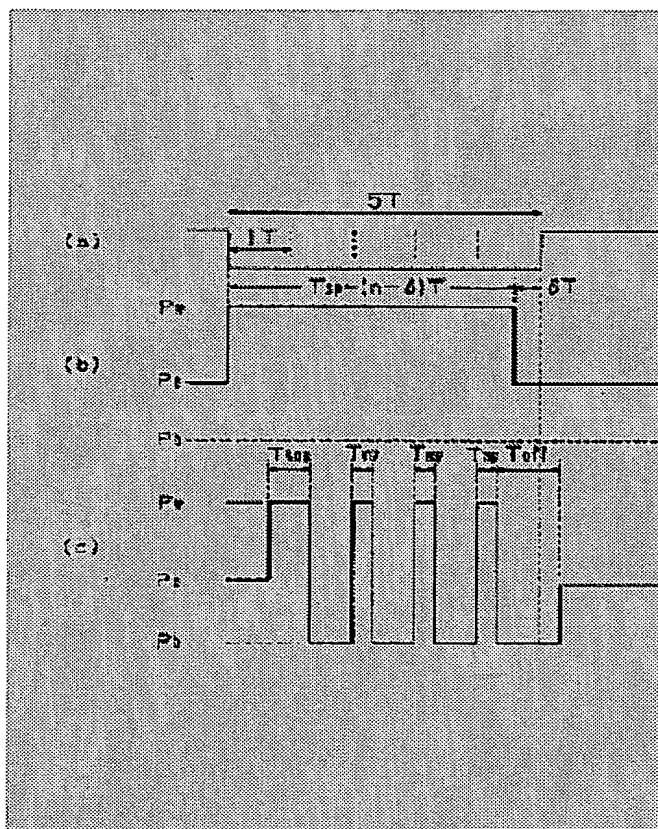 5T
(a)
1T
Tsp=(n-δ)T
δT
Pw
(b)
Pe
Pb
Ttop
Tmp
Tmp
Tmp
Toff
Pw
(c)
Pe
Pb